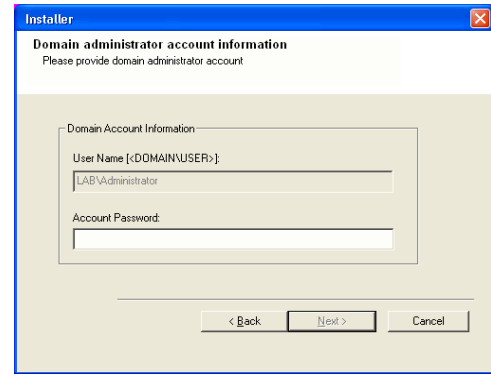 Installer
Domain administrator account information
Please provide domain administrator account
Domain Account Information
User Name [<DOMAIN\USER>]:
LAB\Administrator
Account Password:
< Back
Next >
Cancel